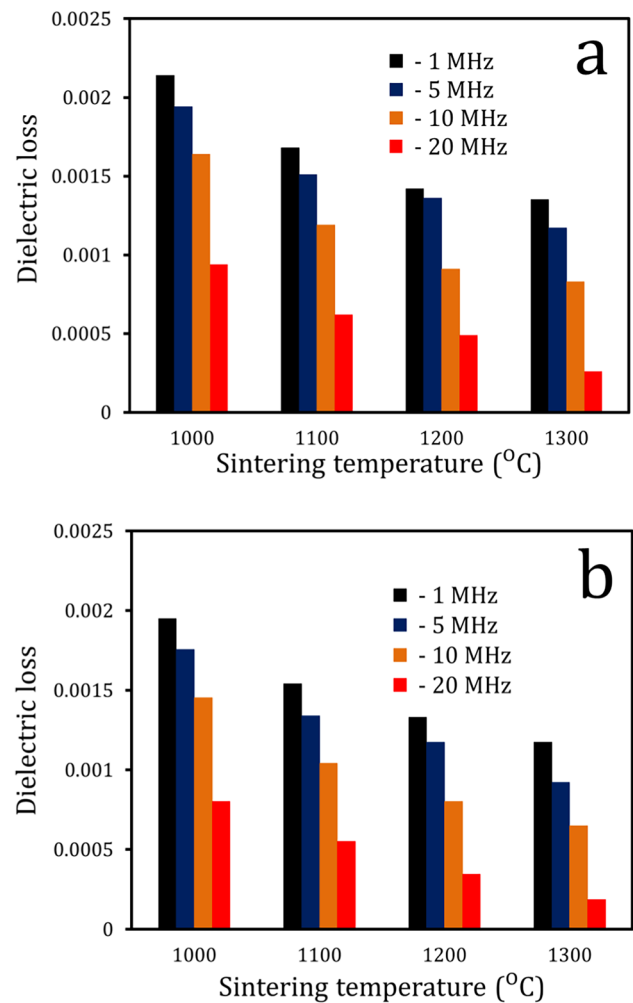 0.0025
a
- 1 MHz
0.002
- 5 MHz
- 10 MHz
- 20 MHz
0.0015
Dielectric loss
0.001
0.0005
0
1000
1100
1200
1300
Sintering temperature (⁰C)
0.0025
b
- 1 MHz
0.002
- 5 MHz
- 10 MHz
- 20 MHz
0.0015
Dielectric loss
0.001
0.0005
0
1000
1100
1200
1300
Sintering temperature (⁰C)